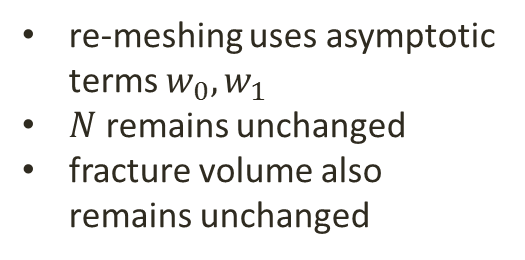 • re-meshing uses asymptotic
terms w₀, w₁
• N remains unchanged
• fracture volume also
remains unchanged